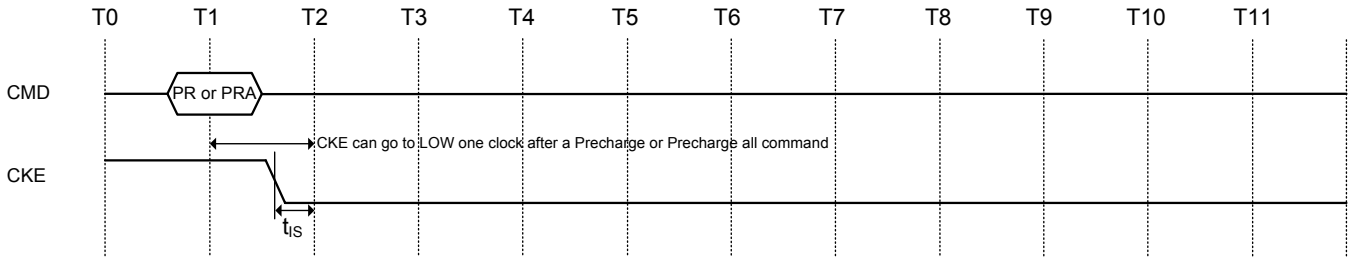 T0 T1 T2 T3 T4 T5 T6 T7 T8 T9 T10 T11
CMD PR or PRA
CKE can go to LOW one clock after a Precharge or Precharge all command
CKE
tIS